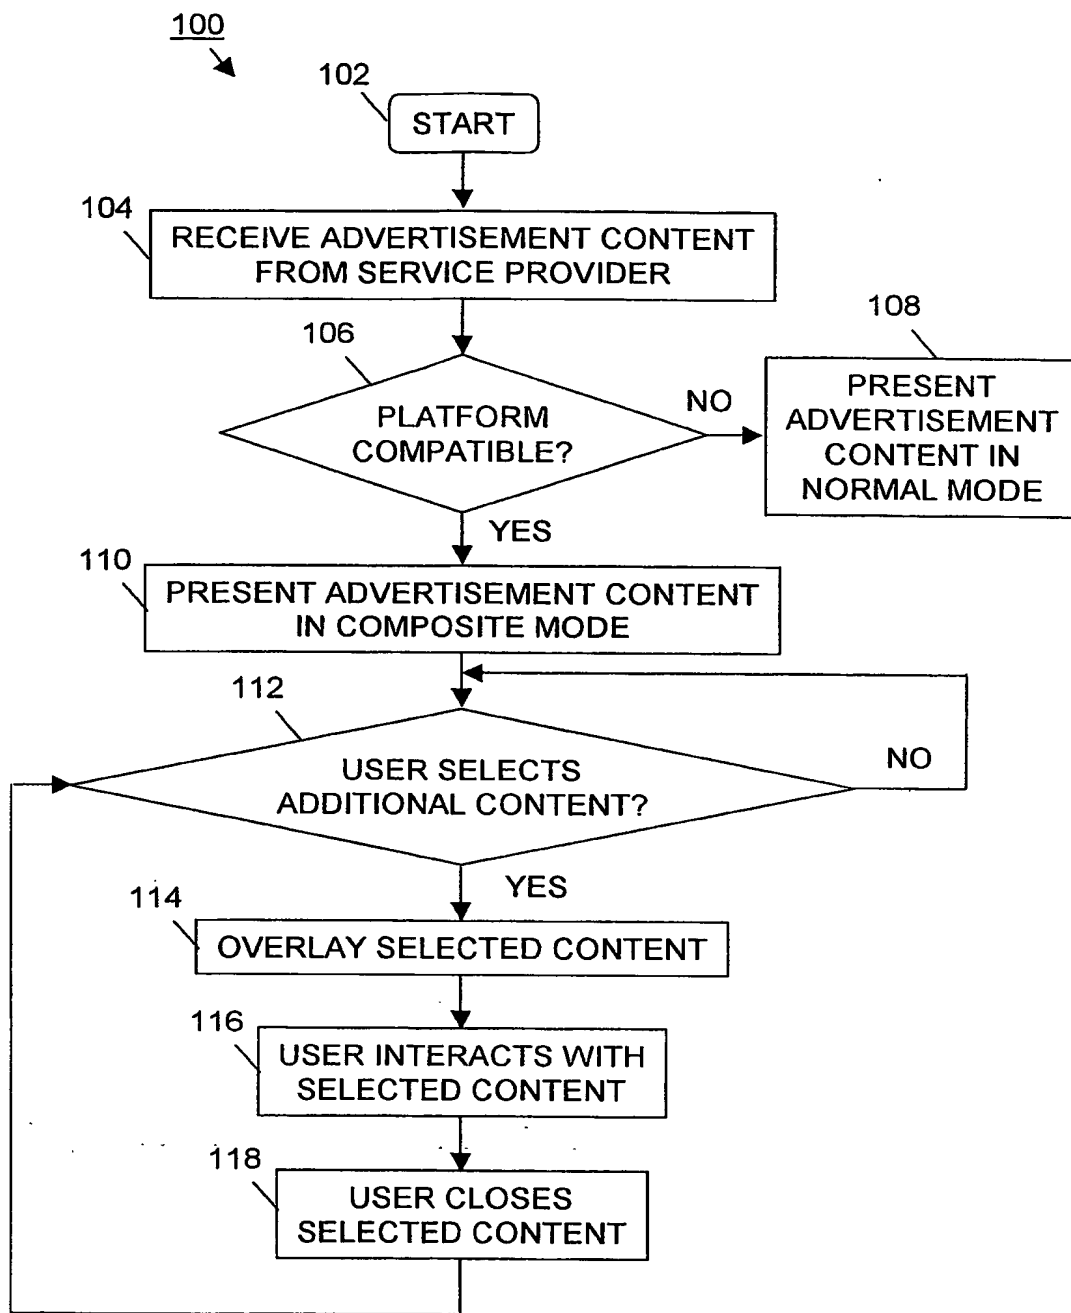 100
102
START
104
RECEIVE ADVERTISEMENT CONTENT
FROM SERVICE PROVIDER
106
PLATFORM
COMPATIBLE?
NO
108
PRESENT
ADVERTISEMENT
CONTENT IN
NORMAL MODE
YES
110
PRESENT ADVERTISEMENT CONTENT
IN COMPOSITE MODE
112
USER SELECTS
ADDITIONAL CONTENT?
NO
YES
114
OVERLAY SELECTED CONTENT
116
USER INTERACTS WITH
SELECTED CONTENT
118
USER CLOSES
SELECTED CONTENT